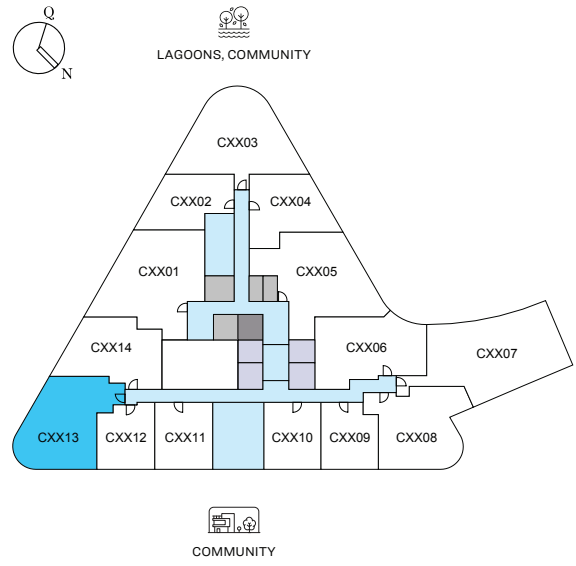 Q
N
LAGOONS, COMMUNITY
CXX03
CXX02
CXX04
CXX01
CXX05
CXX14
CXX06
CXX07
CXX13
CXX12
CXX11
CXX10
CXX09
CXX08
COMMUNITY